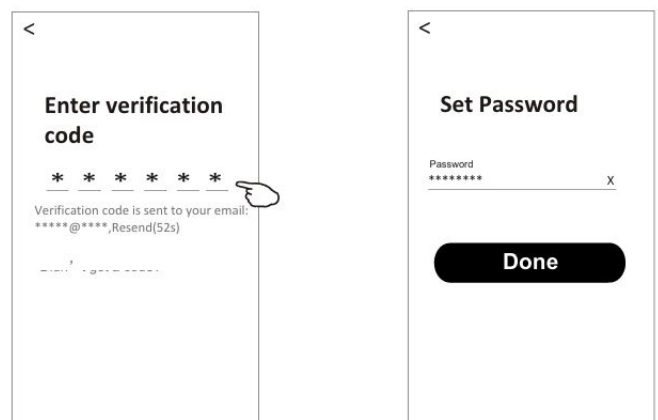 <
Enter verification
code
* * * * * *
Verification code is sent to your email:
*****@****,Resend(52s)
<
Set Password
Password
******** X
Done